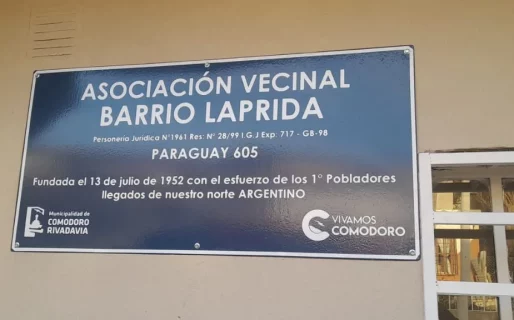 ASOCIACIÓN VECINAL
BARRIO LAPRIDA
Personería Jurídica N°1961 Res: N° 28/99 I.G.J Exp: 717 - GB-98
PARAGUAY 605
Fundada el 13 de julio de 1952 con el esfuerzo de los 1° Pobladores
llegados de nuestro norte ARGENTINO
Municipalidad de
COMODORO
RIVADAVIA
VIVAMOS
COMODORO